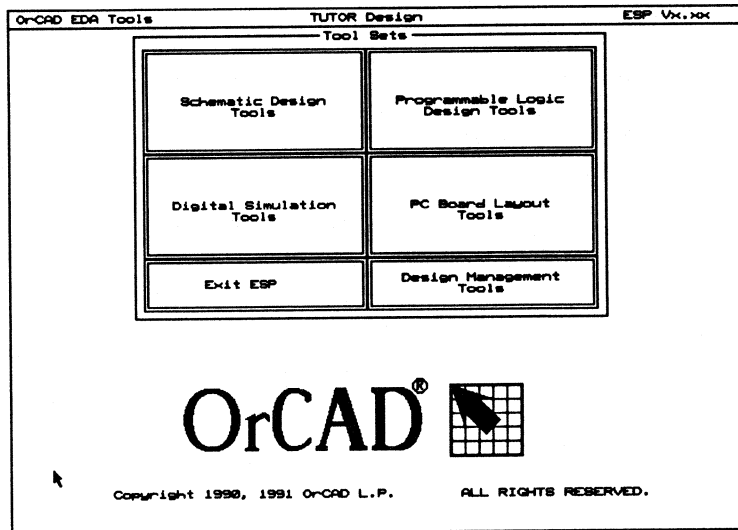 OrCAD EDA Tools TUTOR Design ESP Vx.xx
Tool Sets
Schematic Design
Tools
Programmable Logic
Design Tools
Digital Simulation
Tools
PC Board Layout
Tools
Exit ESP
Design Management
Tools
OrCAD®
Copyright 1990, 1991 OrCAD L.P. ALL RIGHTS RESERVED.